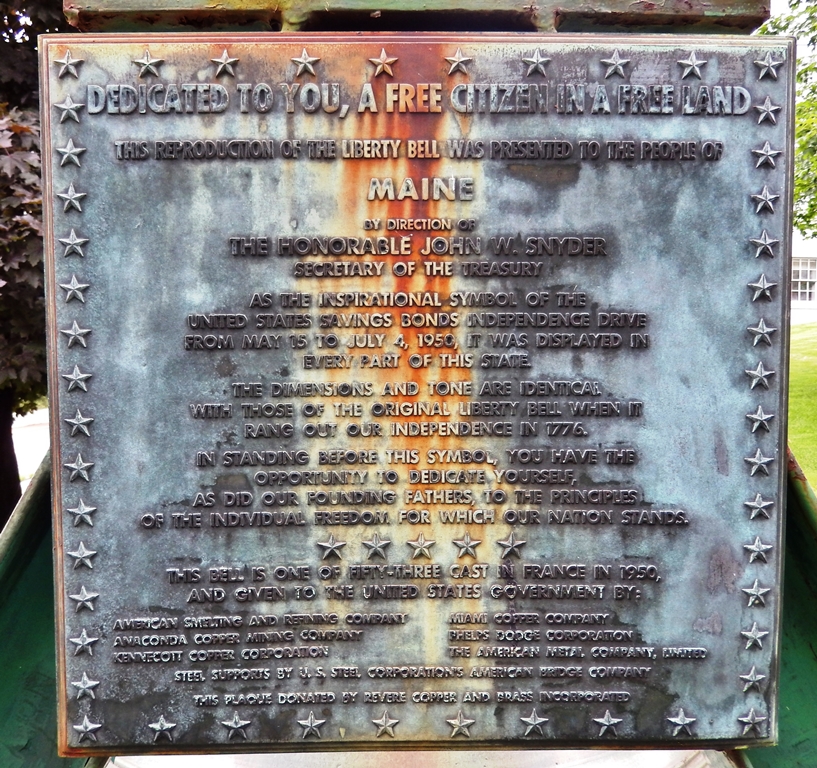 DEDICATED TO YOU, A FREE CITIZEN IN A FREE LAND
THIS REPRODUCTION OF THE LIBERTY BELL WAS PRESENTED TO THE PEOPLE OF
MAINE
BY DIRECTION OF
THE HONORABLE JOHN W. SNYDER
SECRETARY OF THE TREASURY
AS THE INSPIRATIONAL SYMBOL OF THE
UNITED STATES SAVINGS BONDS INDEPENDENCE DRIVE
FROM MAY 15 TO JULY 4, 1950, IT WAS DISPLAYED IN
EVERY PART OF THIS STATE.
THE DIMENSIONS AND TONE ARE IDENTICAL
WITH THOSE OF THE ORIGINAL LIBERTY BELL WHEN IT
RANG OUT OUR INDEPENDENCE IN 1776.
IN STANDING BEFORE THIS SYMBOL, YOU HAVE THE
OPPORTUNITY TO DEDICATE YOURSELF,
AS DID OUR FOUNDING FATHERS, TO THE PRINCIPLES
OF THE INDIVIDUAL FREEDOM FOR WHICH OUR NATION STANDS.
THIS BELL IS ONE OF FIFTY-THREE CAST IN FRANCE IN 1950,
AND GIVEN TO THE UNITED STATES GOVERNMENT BY:
AMERICAN SMELTING AND REFINING COMPANY
ANACONDA COPPER MINING COMPANY
KENNECOTT COPPER CORPORATION
MIAMI COPPER COMPANY
PHELPS DODGE CORPORATION
THE AMERICAN METAL COMPANY, LIMITED
STEEL SUPPORTS BY U. S. STEEL CORPORATION'S AMERICAN BRIDGE COMPANY
THIS PLAQUE DONATED BY REVERE COPPER AND BRASS INCORPORATED